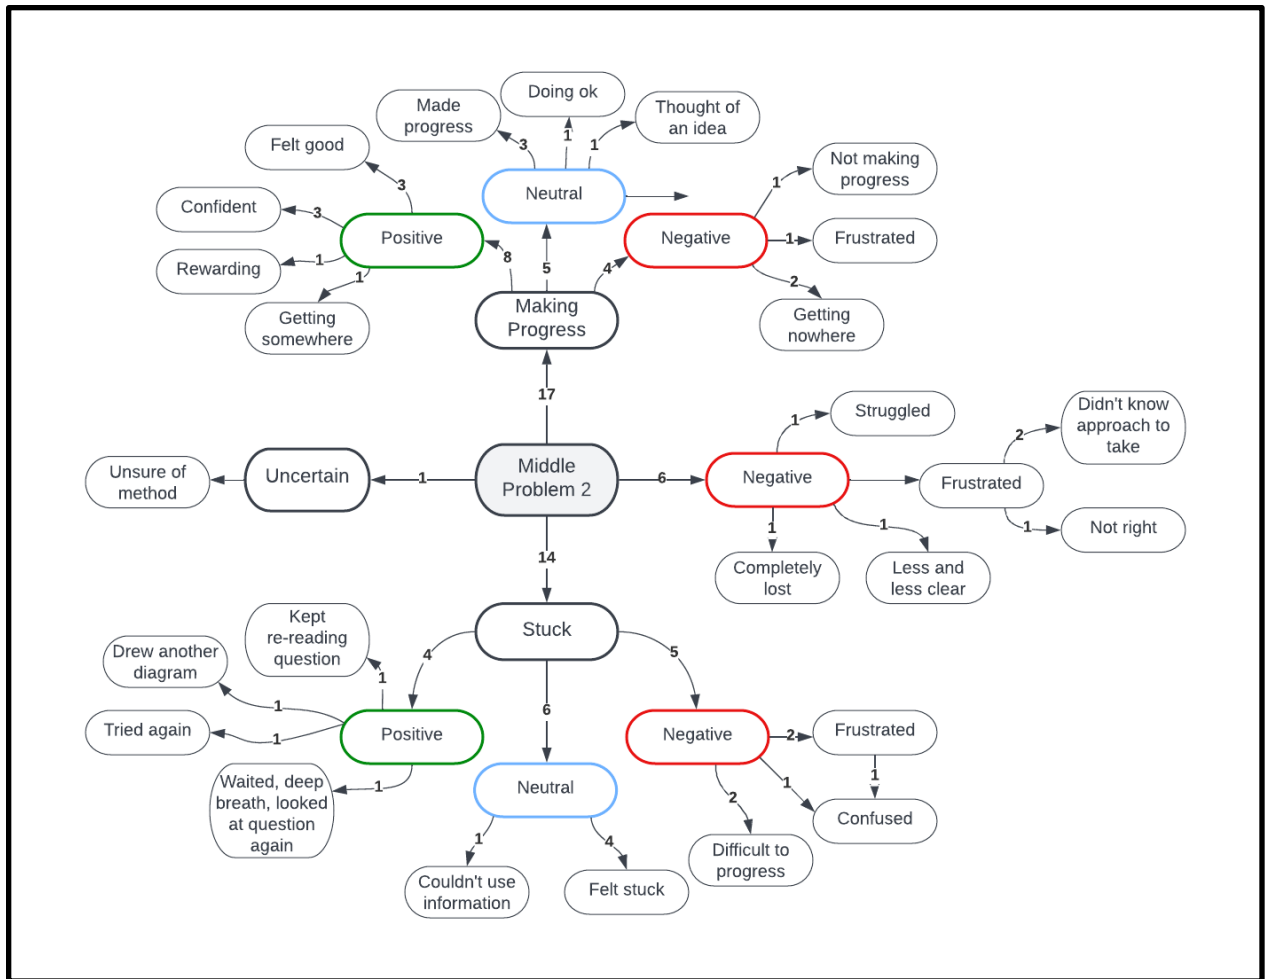 Doing ok
Made
progress
Thought of
an idea
Felt good
3
1
1
Not making
progress
3
Neutral
1
Confident
3
Positive
Negative
1
Frustrated
Rewarding
1
8
5
4
1
2
Getting
somewhere
Making
Progress
Getting
nowhere
17
Struggled
1
Didn't know
approach to
take
2
Unsure of
method
Uncertain
1
Middle
Problem 2
6
Negative
Frustrated
1
1
1
Not right
14
Completely
lost
Less and
less clear
Kept
re-reading
question
Stuck
Drew another
diagram
4
5
1
1
6
Tried again
1
Positive
Negative
2
Frustrated
Waited, deep
breath, looked
at question
again
1
Neutral
2
1
1
Confused
1
4
Difficult to
progress
Couldn't use
information
Felt stuck